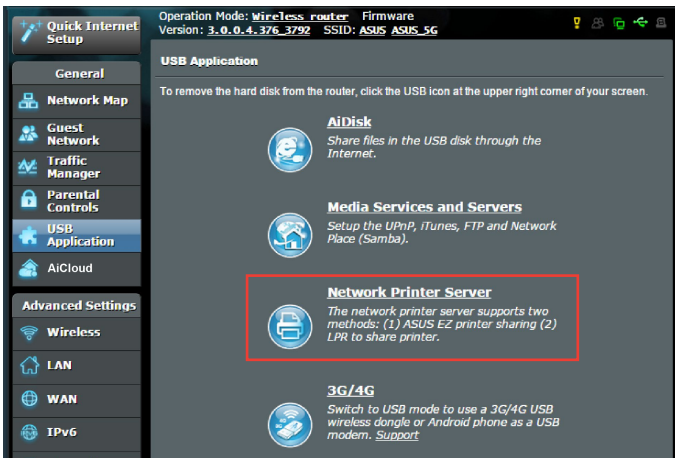 Quick Internet
Setup
General
Network Map
Guest
Network
Traffic
Manager
Parental
Controls
USB
Application
AiCloud
Advanced Settings
Wireless
LAN
WAN
IPv6
Operation Mode: Wireless router Firmware
Version: 3.0.0.4.376_3792 SSID: ASUS ASUS_5G
USB Application
To remove the hard disk from the router, click the USB icon at the upper right corner of your screen.
AiDisk
Share files in the USB disk through the
Internet.
Media Services and Servers
Setup the UPnP, iTunes, FTP and Network
Place (Samba).
Network Printer Server
The network printer server supports two
methods: (1) ASUS EZ printer sharing (2)
LPR to share printer.
3G/4G
Switch to USB mode to use a 3G/4G USB
wireless dongle or Android phone as a USB
modem. Support